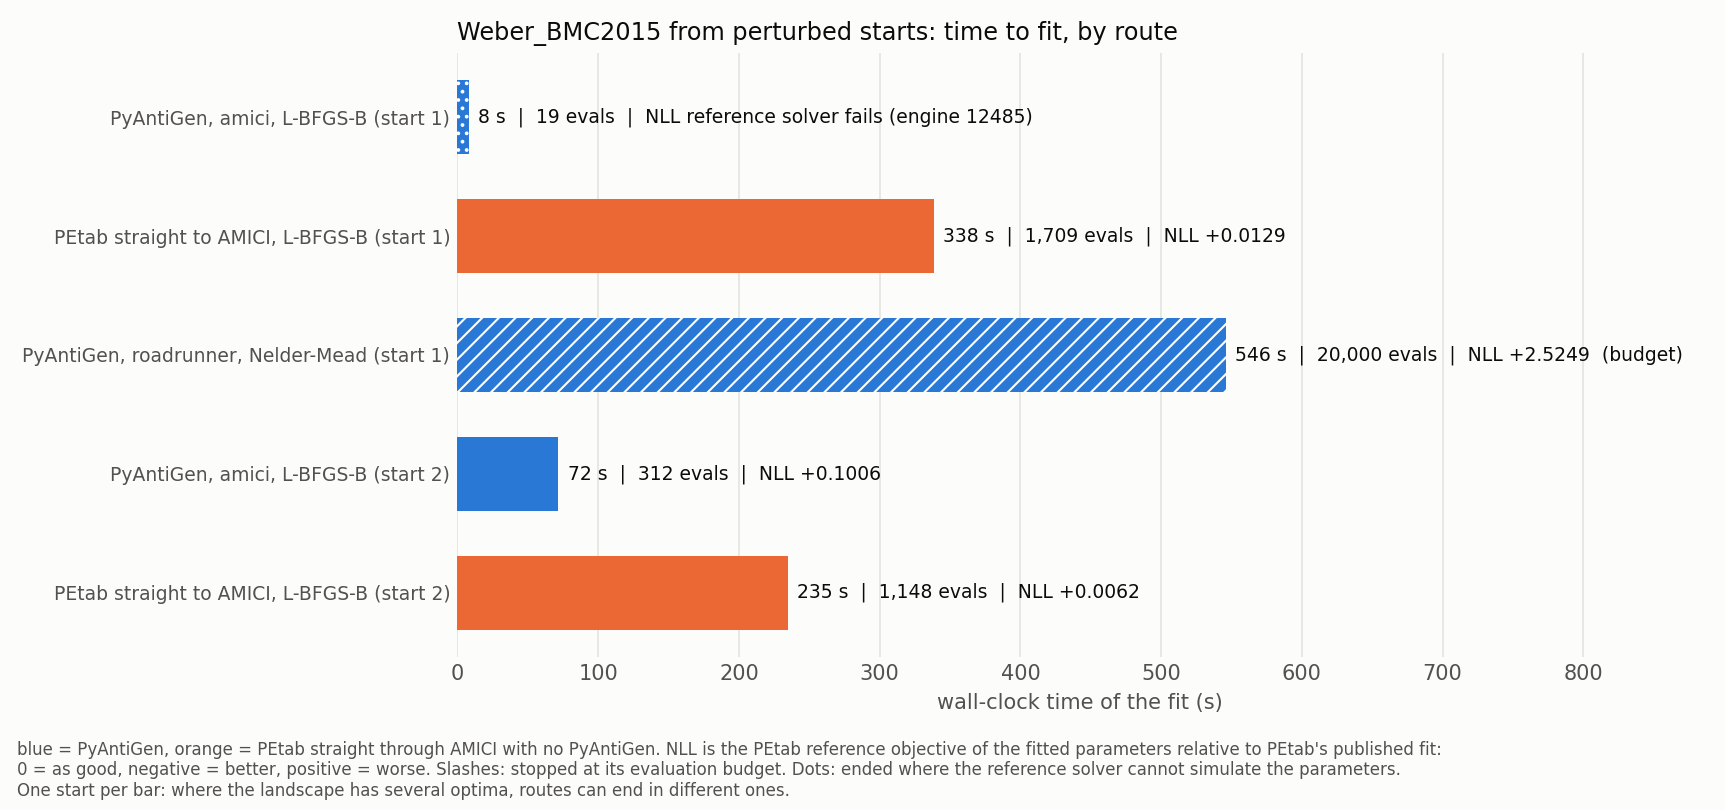 Weber_BMC2015 from perturbed starts: time to fit, by route
PyAntiGen, amici, L-BFGS-B (start 1)
8 s | 19 evals | NLL reference solver fails (engine 12485)
PEtab straight to AMICI, L-BFGS-B (start 1)
338 s | 1,709 evals | NLL +0.0129
PyAntiGen, roadrunner, Nelder-Mead (start 1)
546 s | 20,000 evals | NLL +2.5249 (budget)
PyAntiGen, amici, L-BFGS-B (start 2)
72 s | 312 evals | NLL +0.1006
PEtab straight to AMICI, L-BFGS-B (start 2)
235 s | 1,148 evals | NLL +0.0062
0 100 200 300 400 500 600 700 800
wall-clock time of the fit (s)
blue = PyAntiGen, orange = PEtab straight through AMICI with no PyAntiGen. NLL is the PEtab reference objective of the fitted parameters relative to PEtab's published fit:
0 = as good, negative = better, positive = worse. Slashes: stopped at its evaluation budget. Dots: ended where the reference solver cannot simulate the parameters.
One start per bar: where the landscape has several optima, routes can end in different ones.